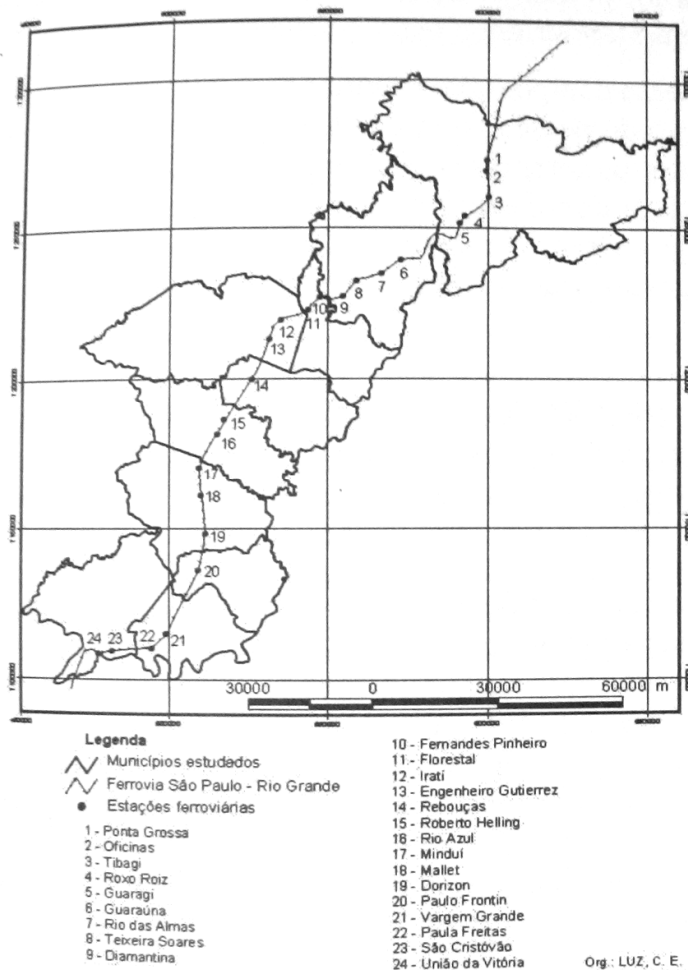 1
2
3
4
5
6
7
8
9
10
11
12
13
14
15
16
17
18
19
20
21
22
23
24
30000 0 30000 60000 m
Legenda
Municípios estudados
Ferrovia São Paulo - Rio Grande
Estações ferroviárias
1 - Ponta Grossa
2 - Oficinas
3 - Tibagi
4 - Roxo Roiz
5 - Guaragi
6 - Guaraúna
7 - Rio das Almas
8 - Teixeira Soares
9 - Diamantina
10 - Fernandes Pinheiro
11 - Florestal
12 - Irati
13 - Engenheiro Gutierrez
14 - Rebouças
15 - Roberto Helling
16 - Rio Azul
17 - Minduí
18 - Mallet
19 - Dorizon
20 - Paulo Frontin
21 - Vargem Grande
22 - Paula Freitas
23 - São Cristóvão
24 - União da Vitória
Org.: LUZ, C. E.